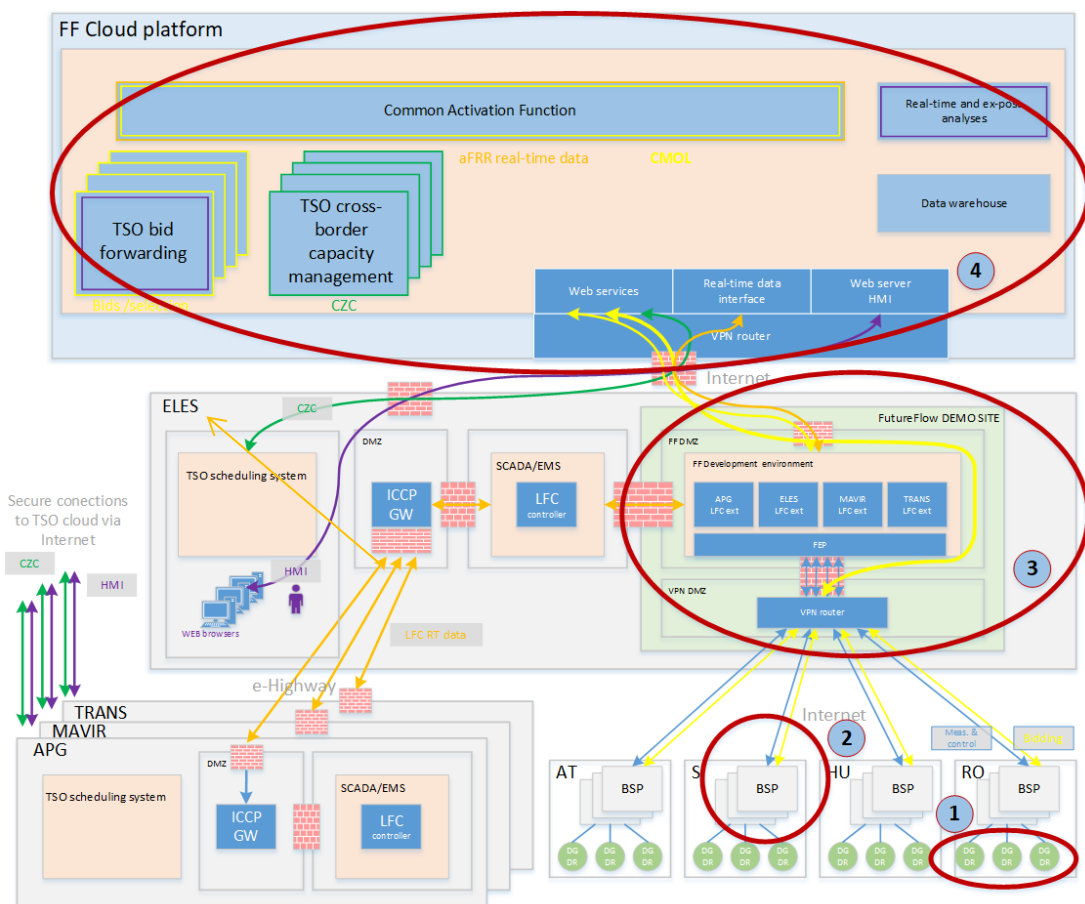 FF Cloud platform
Common Activation Function
Real-time and ex-post
analyses
aFRR real-time data
CMOL
TSO bid
forwarding
TSO cross-
border
capacity
management
Data warehouse
Bids /selection
CZC
4
Web services
Real-time data
interface
Web server
HMI
VPN router
Internet
ELES
CZC
FutureFlow DEMO SITE
DMZ
FF DMZ
TSO scheduling system
SCADA/EMS
FF Development environment
ICCP
GW
LFC
controller
APG
LFC ext
ELES
LFC ext
MAVIR
LFC ext
TRANS
LFC ext
FEP
Secure conections
to TSO cloud via
Internet
CZC
HMI
HMI
3
VPN DMZ
VPN router
WEB browsers
LFC RT data
e-Highway
Internet
TRANS
MAVIR
APG
2
Meas. &
control
DMZ
SCADA/EMS
TSO scheduling system
ICCP
GW
LFC
controller
AT
BSP
DG
DR
DG
DR
DG
DR
BSP
DG
DR
DG
DR
DG
DR
HU
BSP
DG
DR
DG
DR
DG
DR
RO
BSP
1
DG
DR
DG
DR
DG
DR